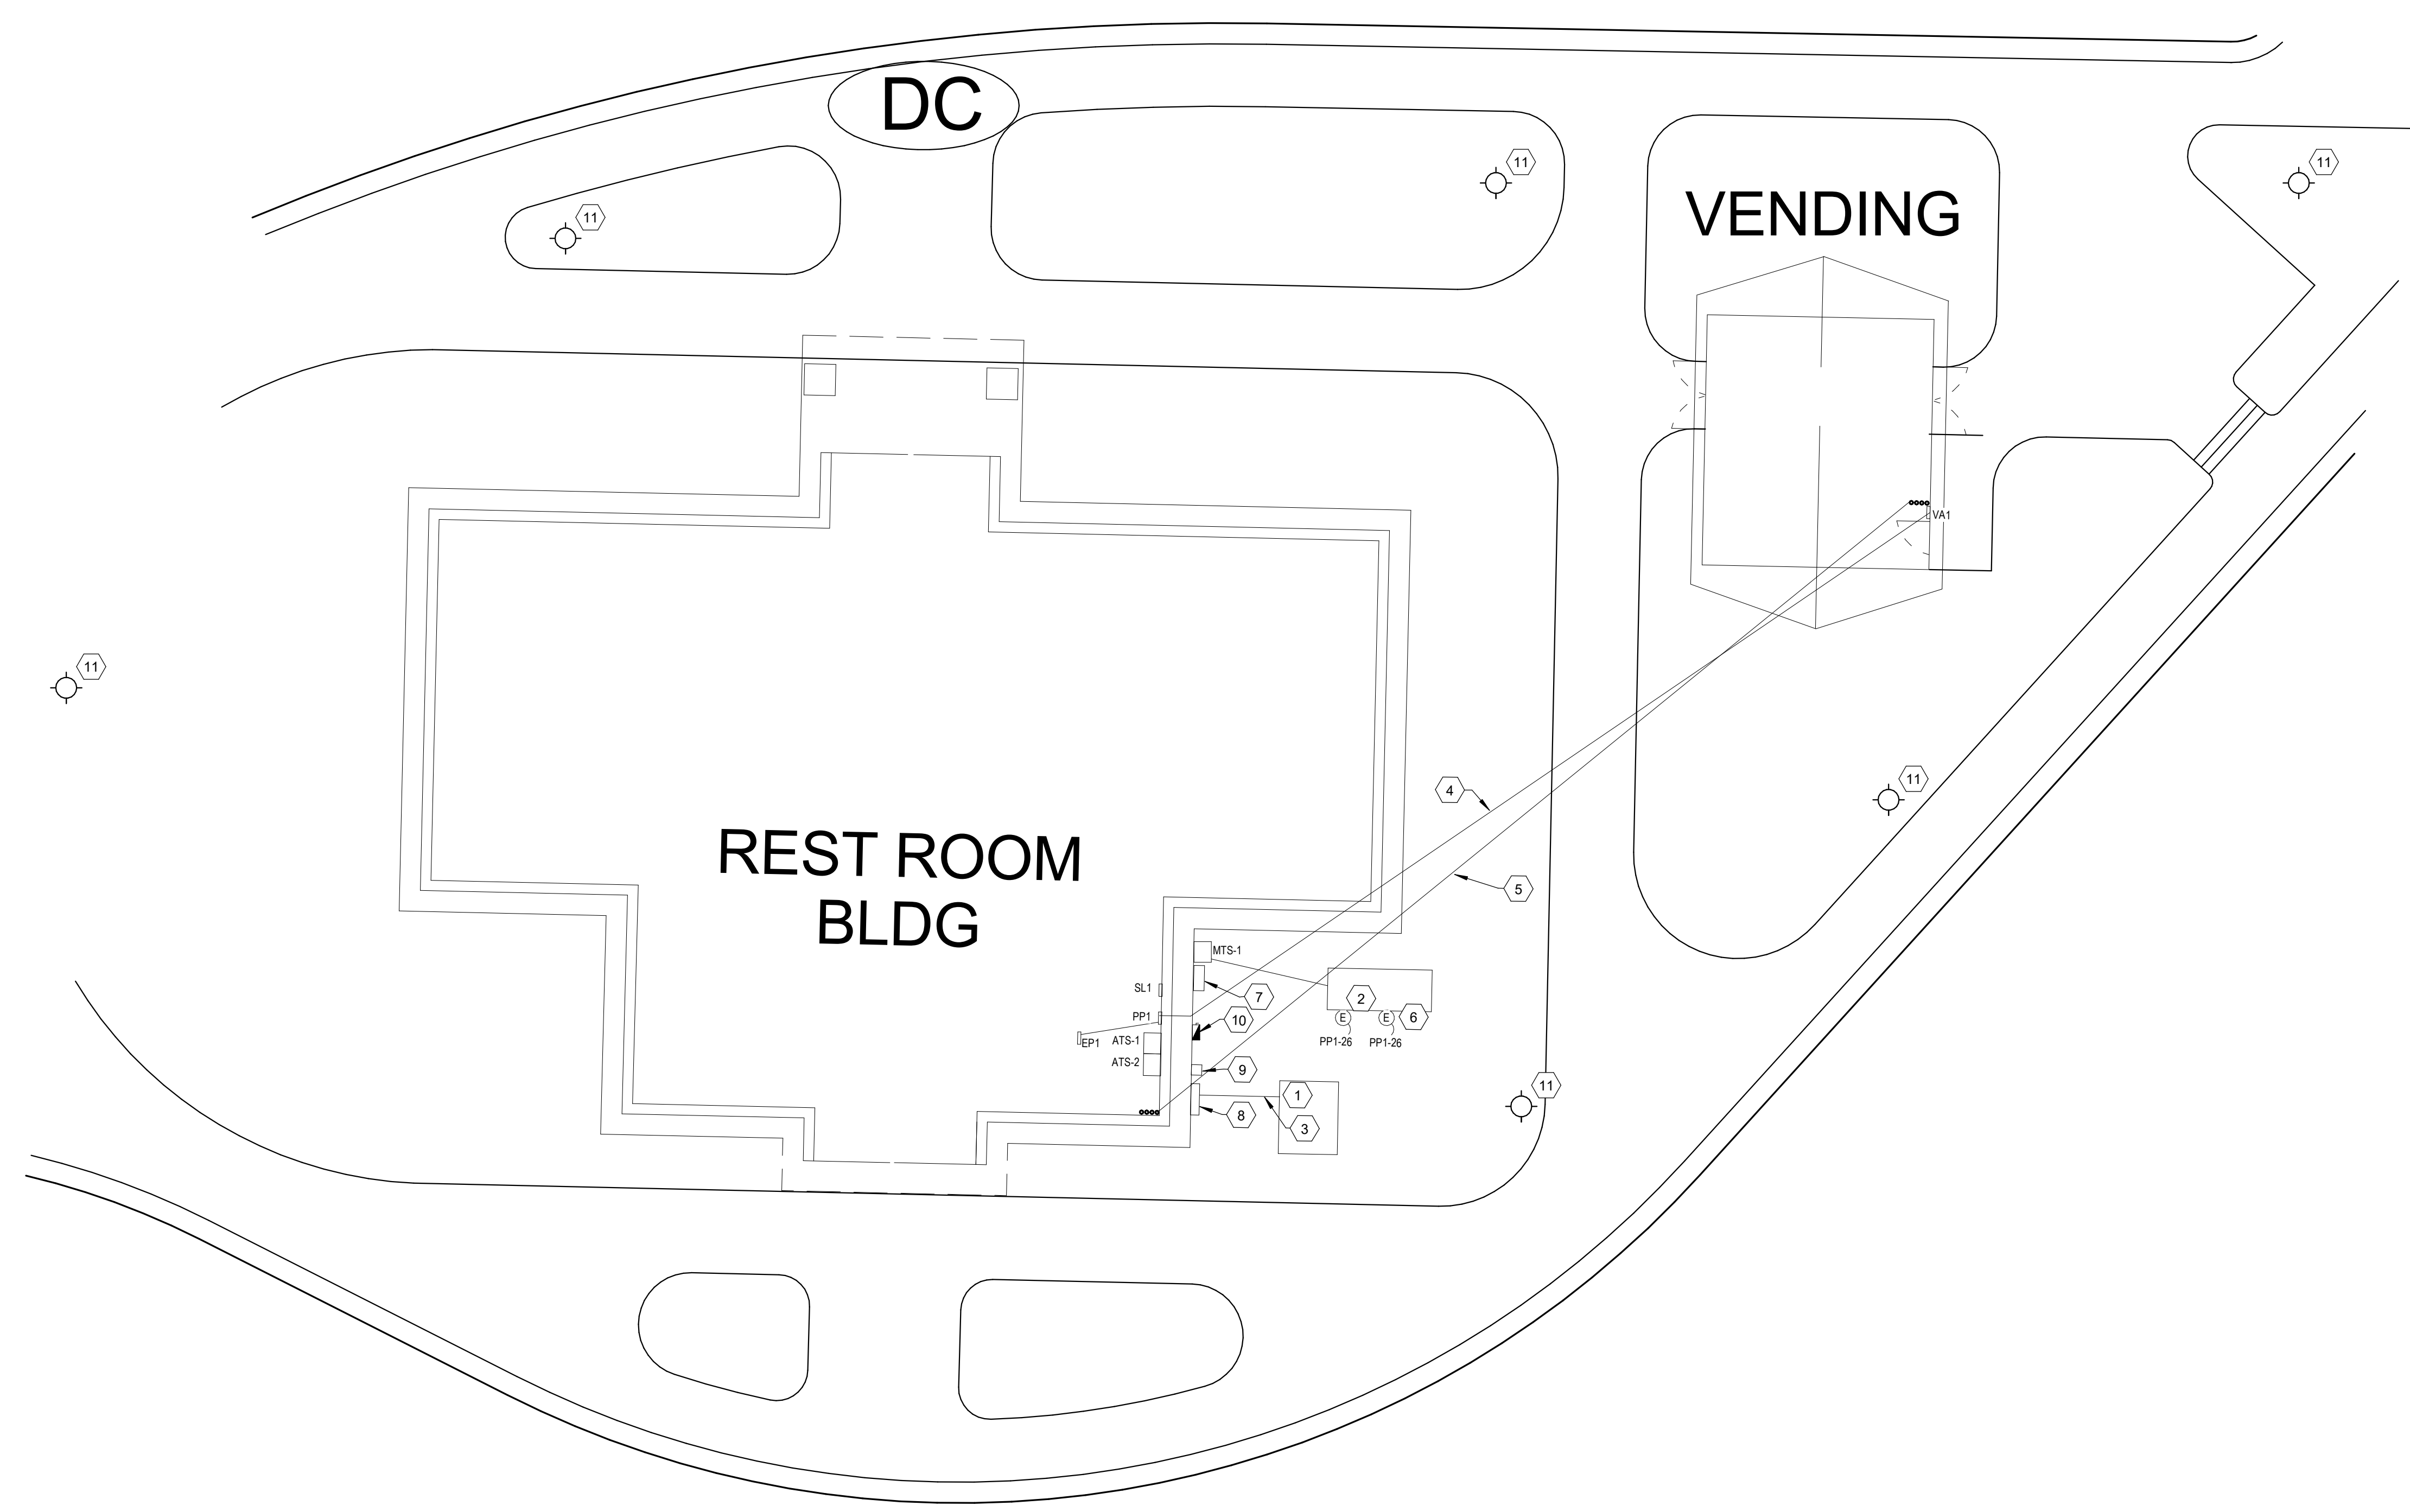 DC
11
11
11
VENDING
VA1
11
11
4
REST ROOM
BLDG
5
MTS-1
SL1
7
2
PP1
10
E
E
6
EP1
ATS-1
PP1-26
PP1-26
ATS-2
9
11
1
8
3